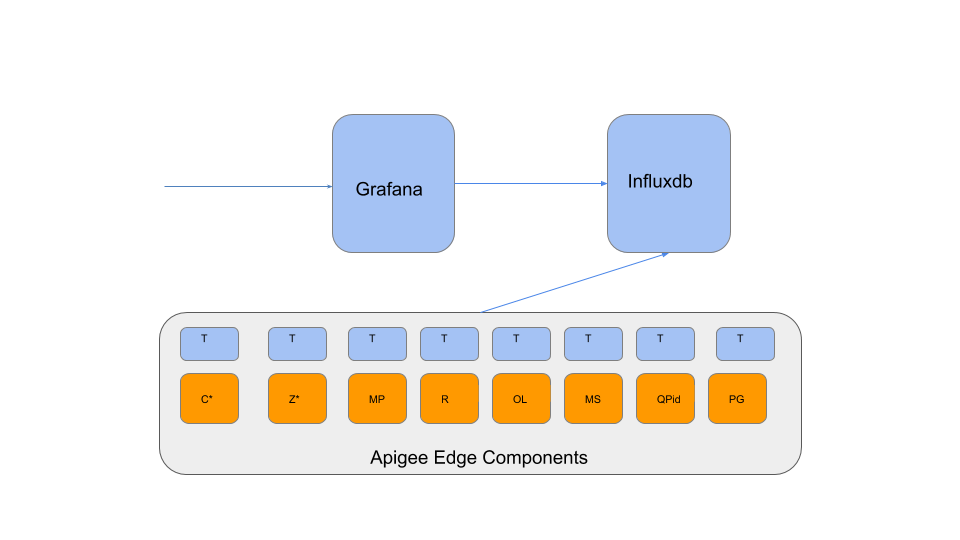 Grafana
Influxdb
T T T T T T T T
C* Z* MP R OL MS QPid PG
Apigee Edge Components